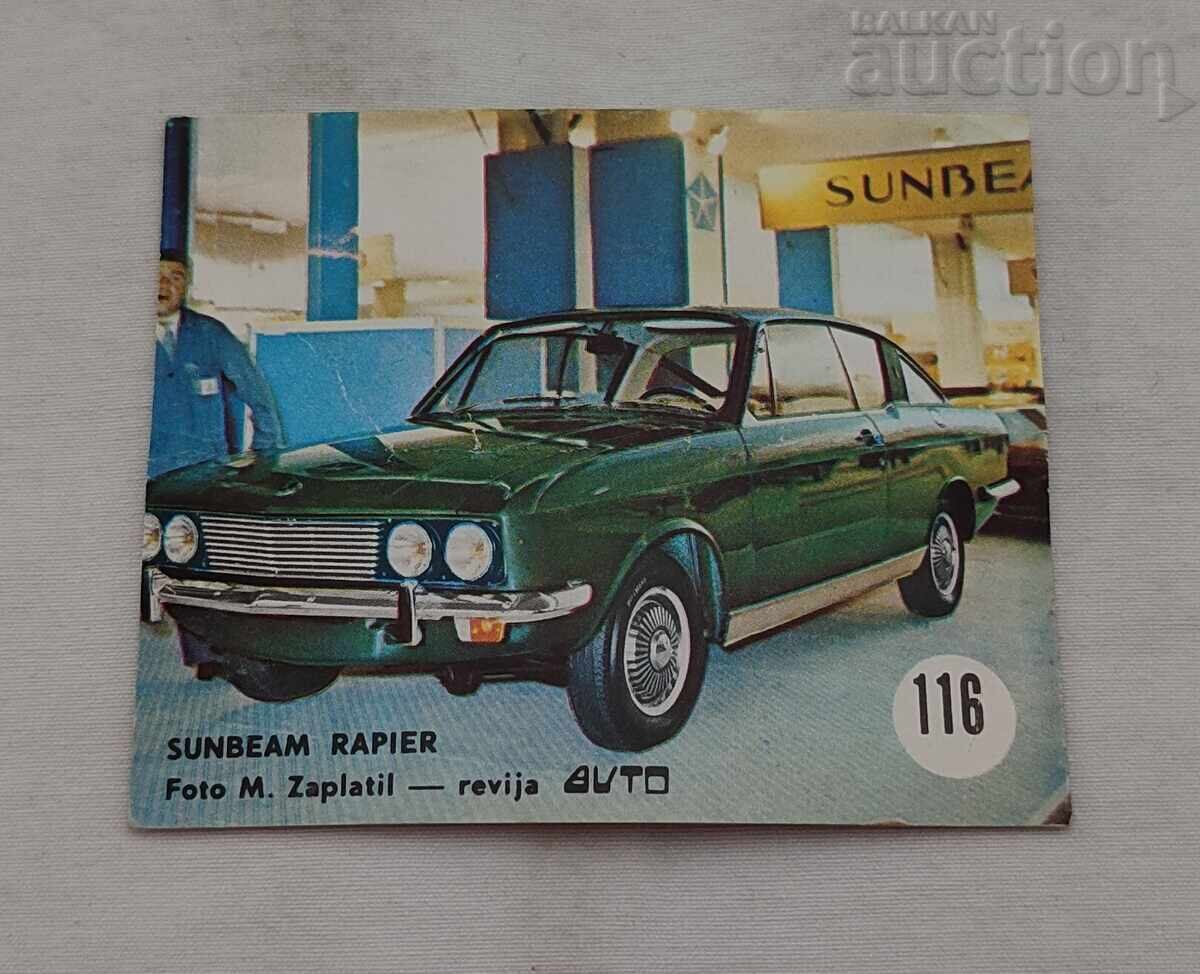 BALKAN
auction
SUNBEA
116
SUNBEAM RAPIER
Foto M. Zaplatil — revija AUTO